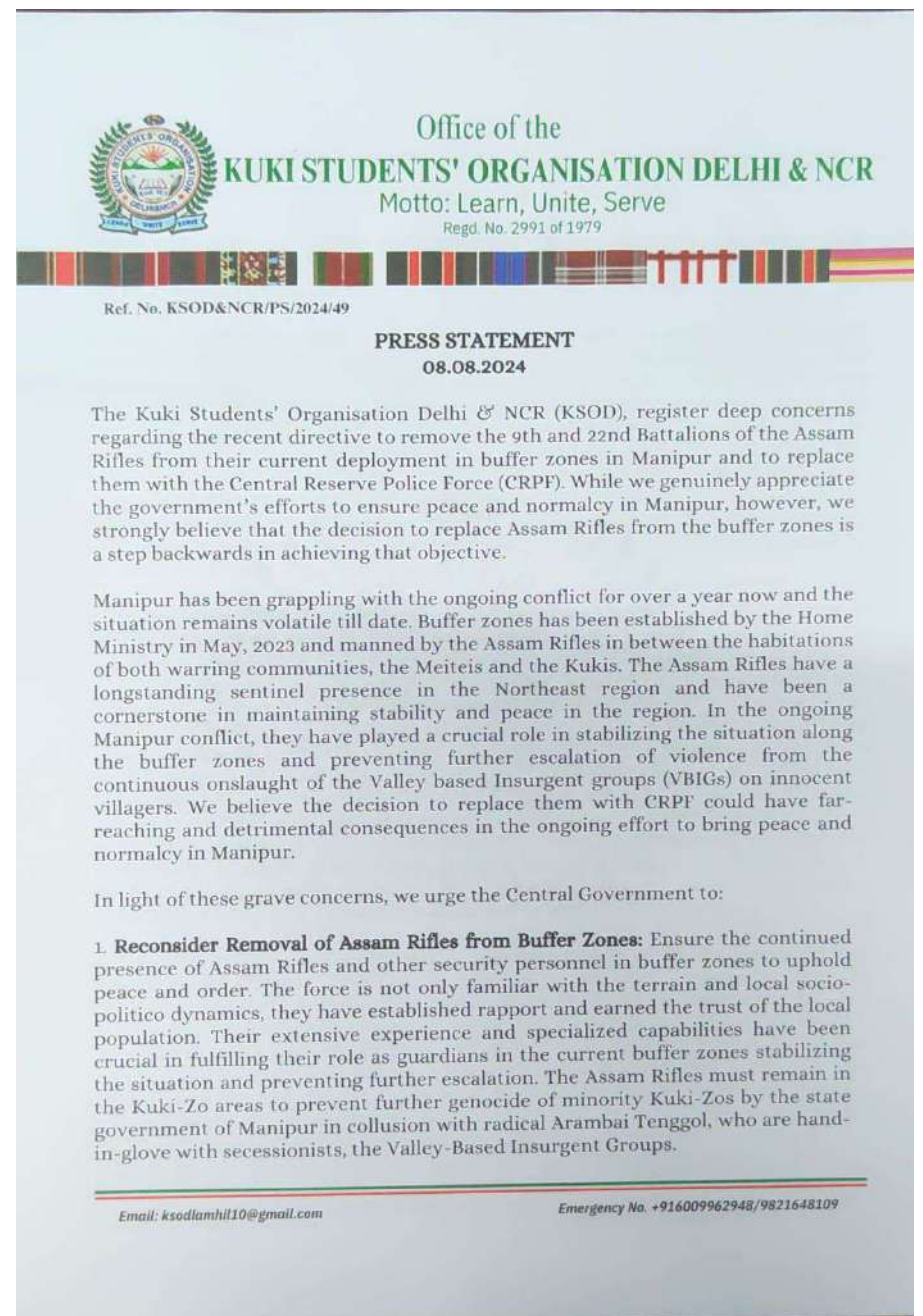 Office of the
KUKI STUDENTS' ORGANISATION DELHI & NCR
Motto: Learn, Unite, Serve
Regd. No. 2991 of 1979
Ref. No. KSOD&NCR/PS/2024/49
PRESS STATEMENT
08.08.2024
The Kuki Students' Organisation Delhi & NCR (KSOD), register deep concerns
regarding the recent directive to remove the 9th and 22nd Battalions of the Assam
Rifles from their current deployment in buffer zones in Manipur and to replace
them with the Central Reserve Police Force (CRPF). While we genuinely appreciate
the government's efforts to ensure peace and normalcy in Manipur, however, we
strongly believe that the decision to replace Assam Rifles from the buffer zones is
a step backwards in achieving that objective.
Manipur has been grappling with the ongoing conflict for over a year now and the
situation remains volatile till date. Buffer zones has been established by the Home
Ministry in May, 2023 and manned by the Assam Rifles in between the habitations
of both warring communities, the Meiteis and the Kukis. The Assam Rifles have a
longstanding sentinel presence in the Northeast region and have been a
cornerstone in maintaining stability and peace in the region. In the ongoing
Manipur conflict, they have played a crucial role in stabilizing the situation along
the buffer zones and preventing further escalation of violence from the
continuous onslaught of the Valley based Insurgent groups (VBIGs) on innocent
villagers. We believe the decision to replace them with CRPF could have far-
reaching and detrimental consequences in the ongoing effort to bring peace and
normalcy in Manipur.
In light of these grave concerns, we urge the Central Government to:
1. Reconsider Removal of Assam Rifles from Buffer Zones: Ensure the continued
presence of Assam Rifles and other security personnel in buffer zones to uphold
peace and order. The force is not only familiar with the terrain and local socio-
politico dynamics, they have established rapport and earned the trust of the local
population. Their extensive experience and specialized capabilities have been
crucial in fulfilling their role as guardians in the current buffer zones stabilizing
the situation and preventing further escalation. The Assam Rifles must remain in
the Kuki-Zo areas to prevent further genocide of minority Kuki-Zos by the state
government of Manipur in collusion with radical Arambai Tenggol, who are hand-
in-glove with secessionists, the Valley-Based Insurgent Groups.
Email: ksodlamhil10@gmail.com
Emergency No. +916009962948/9821648109